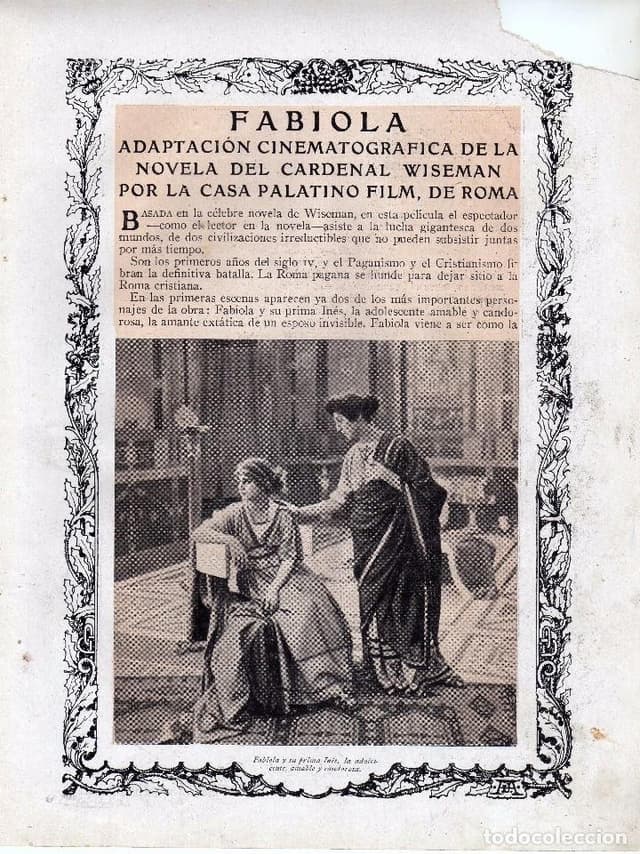 FABIOLA
ADAPTACIÓN CINEMATOGRAFICA DE LA
NOVELA DEL CARDENAL WISEMAN
POR LA CASA PALATINO FILM, DE ROMA
BASADA en la célebre novela de Wiseman, en esta película el espectador
—como el lector en la novela—asiste a la lucha gigantesca de dos
mundos, de dos civilizaciones irreductibles que no pueden subsistir juntas
por más tiempo.
Son los primeros años del siglo IV, y el Paganismo y el Cristianismo li-
bran la definitiva batalla. La Roma pagana se hunde para dejar sitio a la
Roma cristiana.
En las primeras escenas aparecen ya dos de los más importantes perso-
najes de la obra: Fabiola y su prima Inés, la adolescente amable y cando-
rosa, la amante extática de un esposo invisible. Fabiola viene a ser como la
Fabiola y su prima Inés, la adoles-
cente, amable y candorosa.
todocoleccion